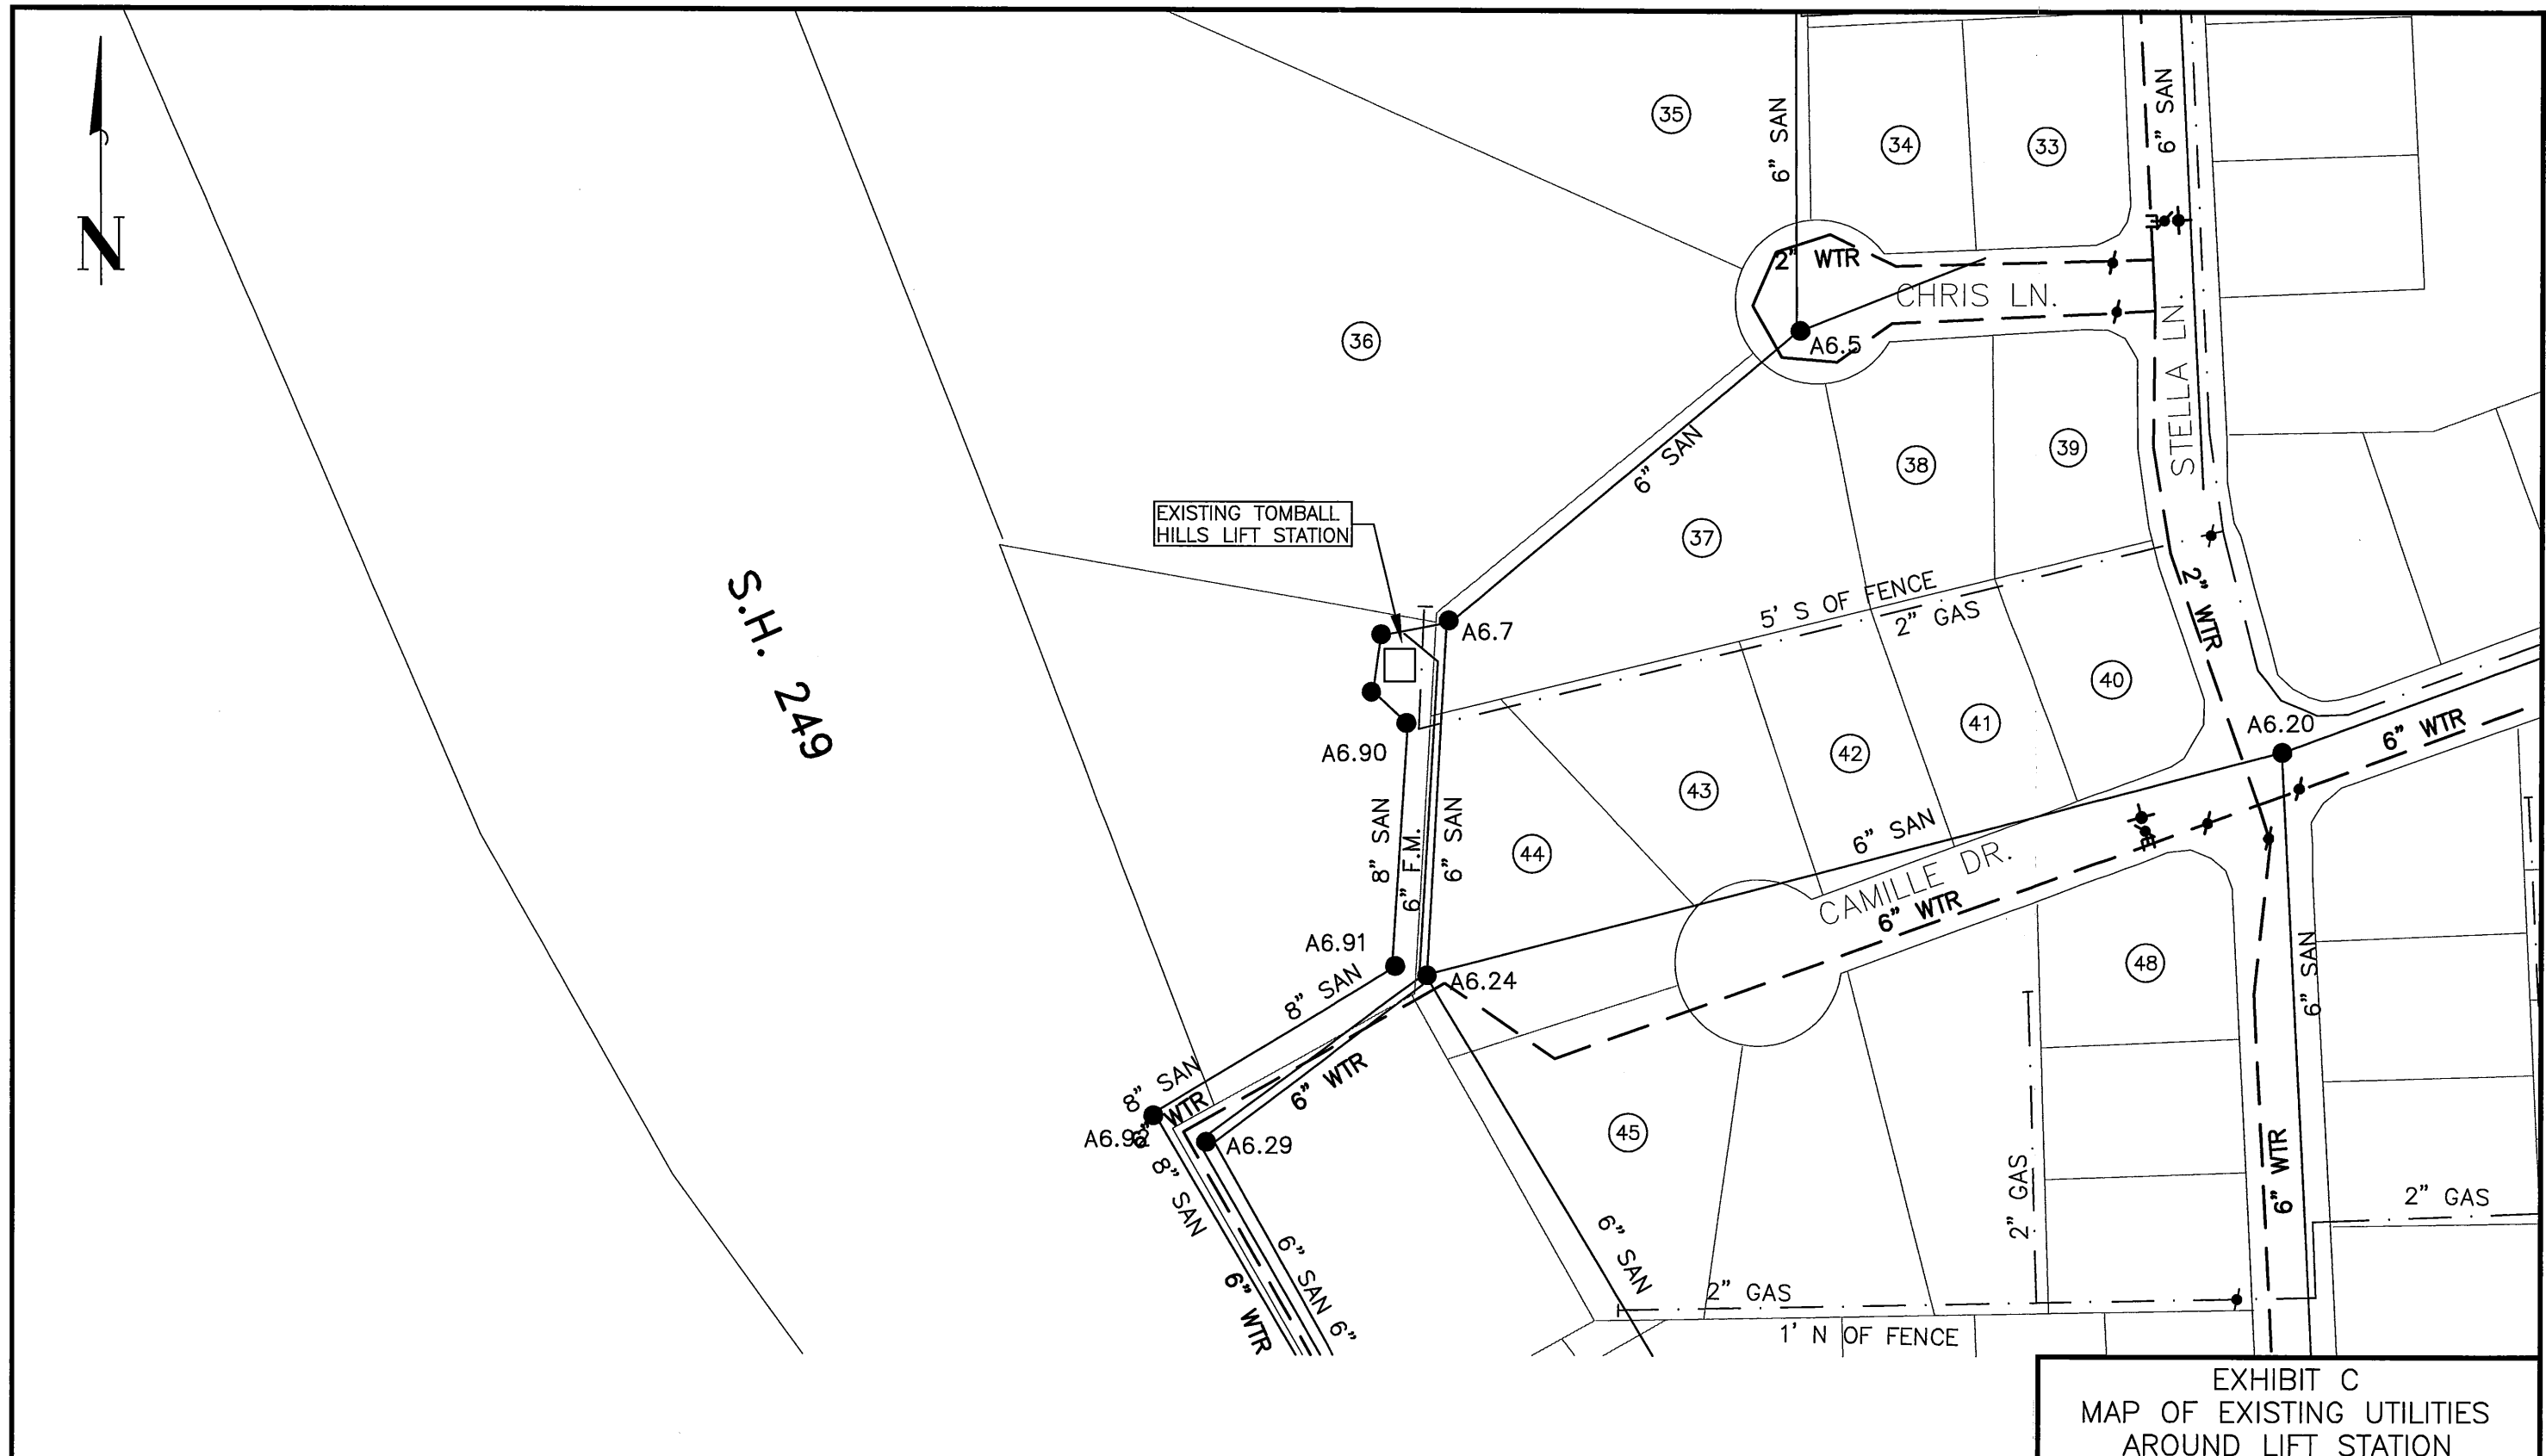 N
35
34
33
6" SAN
6" SAN
2" WTR
CHRIS LN.
STELLA LN.
A6.5
36
6" SAN
38
39
37
EXISTING TOMBALL
HILLS LIFT STATION
S.H. 249
A6.7
5' S OF FENCE
2" GAS
2" WTR
40
41
42
43
44
A6.20
6" WTR
A6.90
8" SAN
6" F.M.
6" SAN
6" SAN
CAMILLE DR.
6" WTR
A6.91
8" SAN
A6.24
48
6" SAN
8" SAN
6" WTR
6" WTR
A6.92
A6.29
45
8" SAN
6" SAN
6" WTR
6"
6" SAN
2" GAS
6" WTR
2" GAS
2" GAS
1' N OF FENCE
EXHIBIT C
MAP OF EXISTING UTILITIES
AROUND LIFT STATION